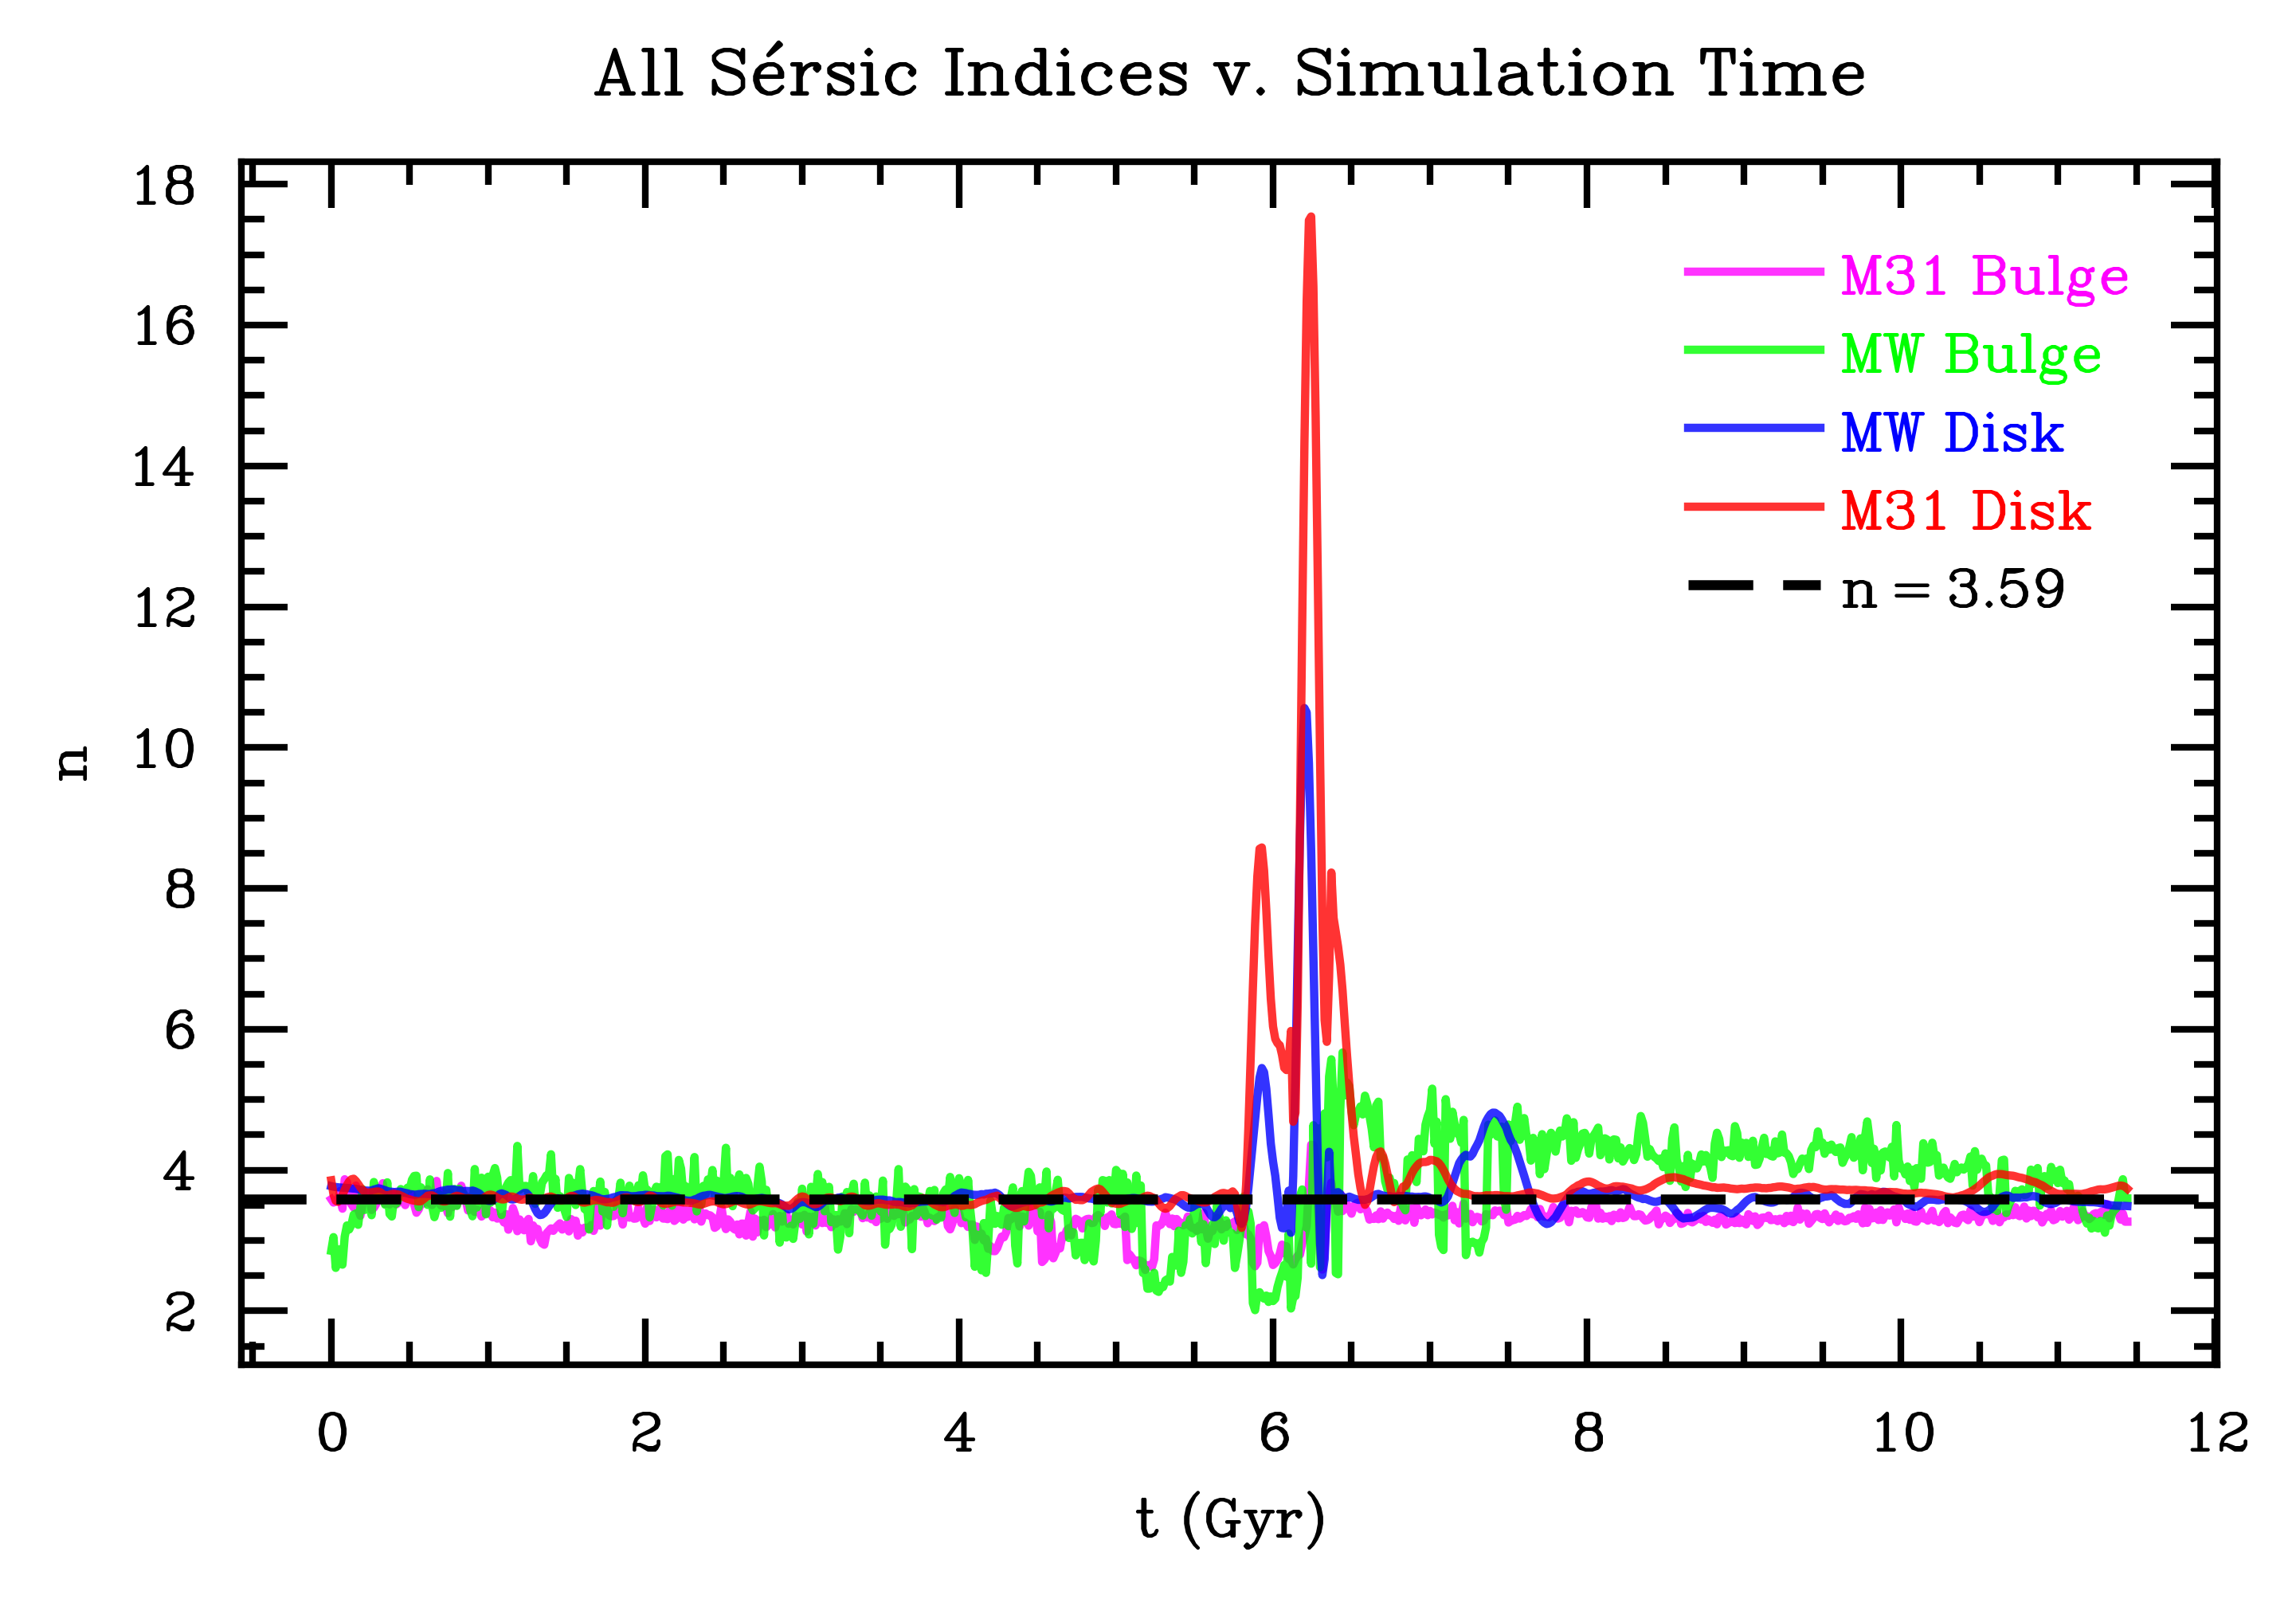 All Sérsic Indices v. Simulation Time
18
16
14
12
10
8
6
4
2
n
M31 Bulge
MW Bulge
MW Disk
M31 Disk
n = 3.59
0 2 4 6 8 10 12
t (Gyr)